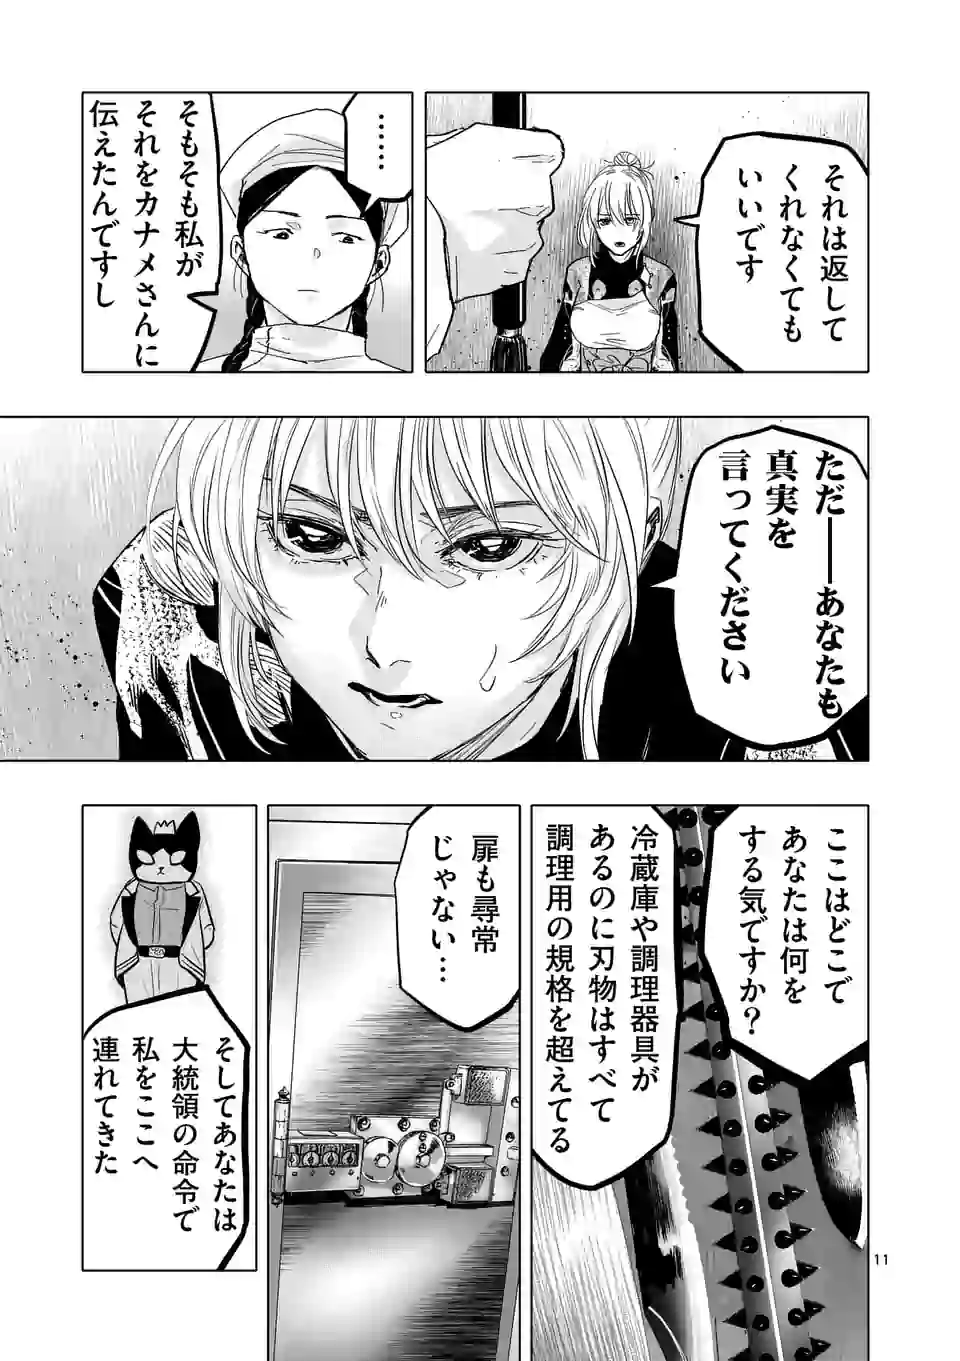 それは返して
くれなくても
いいです
……
そもそも私が
それをカナメさんに
伝えたんですし
ただ──あなたも
真実を
言ってください
ここはどこで
あなたは何を
する気ですか？
冷蔵庫や調理器具が
あるのに刃物はすべて
調理用の規格を超えてる
扉も尋常
じゃない…
そしてあなたは
大統領の命令で
私をここへ
連れてきた
11